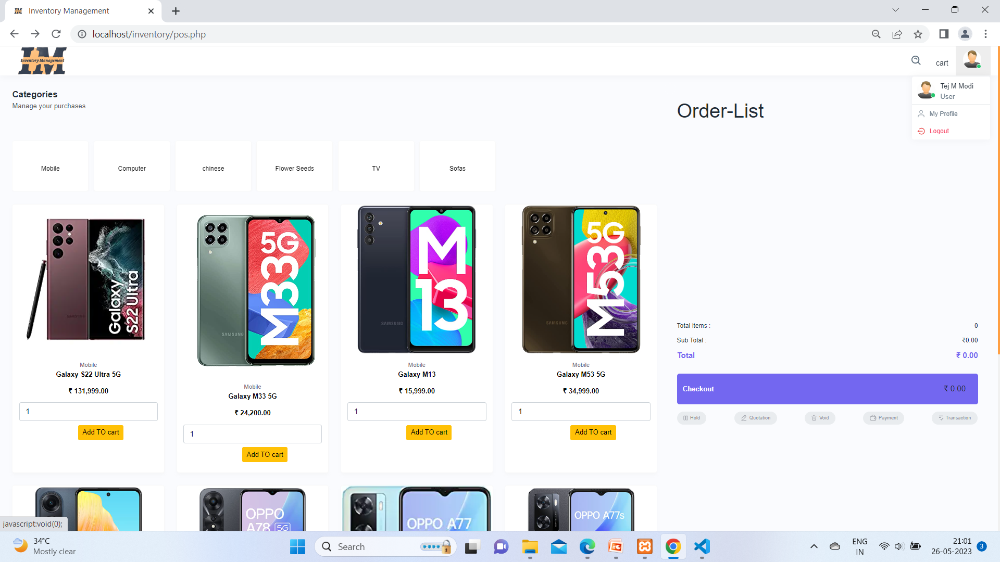 Inventory Management
localhost/inventory/pos.php
IM
Inventory Management
cart
Tej M Modi
User
My Profile
Logout
Categories
Manage your purchases
Order-List
Mobile
Computer
chinese
Flower Seeds
TV
Sofas
Galaxy
S22 Ultra
SAMSUNG
Mobile
Galaxy S22 Ultra 5G
₹ 131,999.00
1
Add TO cart
M33 5G
SAMSUNG
Mobile
Galaxy M33 5G
₹ 24,200.00
1
Add TO cart
M
13
SAMSUNG
Mobile
Galaxy M13
₹ 15,999.00
1
Add TO cart
M53 5G
SAMSUNG
Mobile
Galaxy M53 5G
₹ 34,999.00
1
Add TO cart
Total items :
0
Sub Total :
₹0.00
Total
₹ 0.00
Checkout
₹ 0.00
Hold
Quotation
Void
Payment
Transaction
OPPO
A78 5G
OPPO A77
OPPO A77s
javascript:void(0);
34°C
Mostly clear
Search
ENG
IN
21:01
26-05-2023
3